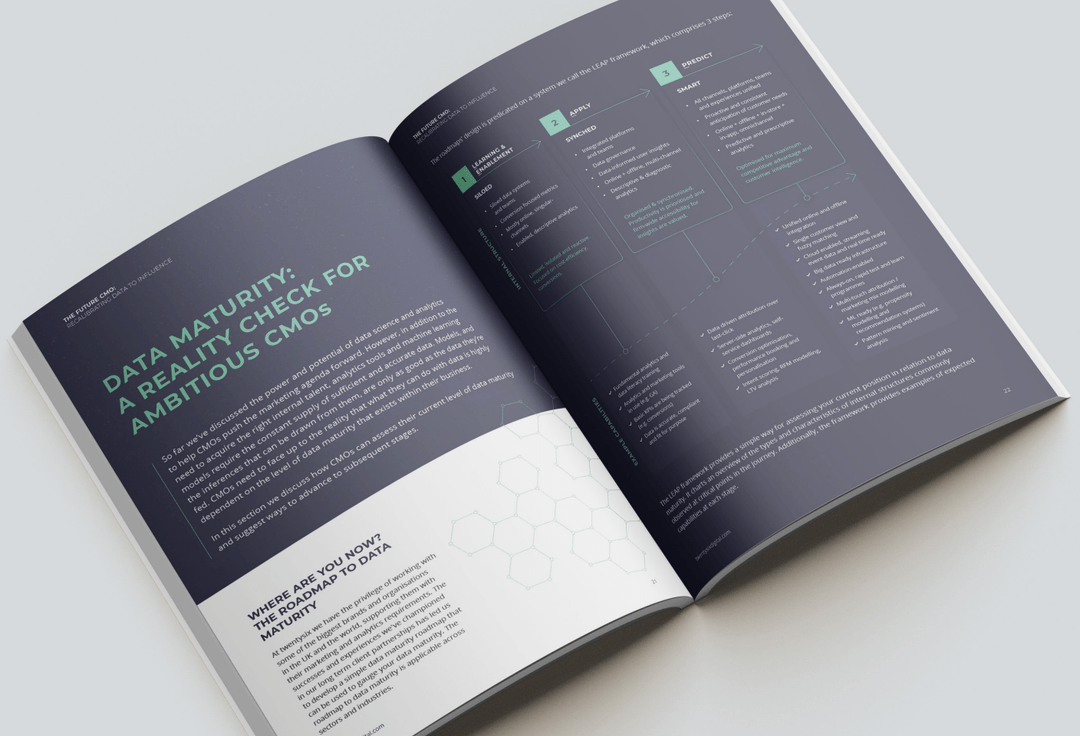 THE FUTURE CMO:
RECALIBRATING DATA TO INFLUENCE
DATA MATURITY:
A REALITY CHECK FOR
AMBITIOUS CMOs
So far we've discussed the power and potential of data science and analytics
to help CMOs push the marketing agenda forward. However, in addition to the
need to acquire the right internal talent, analytics tools and machine learning
models require the constant supply of sufficient and accurate data. Models, and
the inferences that can be drawn from them, are only as good as the data they're
fed. CMOs need to face up to the reality that what they can do with data is highly
dependent on the level of data maturity that exists within their business.
In this section we discuss how CMOs can assess their current level of data maturity
and suggest ways to advance to subsequent stages.
WHERE ARE YOU NOW?
THE ROADMAP TO DATA
MATURITY
At twentysix we have the privilege of working with
some of the biggest brands and organisations
in the UK and the world, supporting them with
their marketing and analytics requirements. The
successes and experiences we've championed
in our long term client partnerships has led us
to develop a simple data maturity roadmap that
can be used to gauge your data maturity. The
roadmap to data maturity is applicable across
sectors and industries.
21
THE FUTURE CMO:
RECALIBRATING DATA TO INFLUENCE
The roadmaps' design is predicated on a system we call the LEAP framework, which comprises 3 steps:
1
LEARNING &
ENABLEMENT
SILOED
• Siloed data systems
and teams
• Conversion focused metrics
• Mostly online, singular-
channels
• Enabled, descriptive analytics
INTERNAL STRUCTURE
2
APPLY
SYNCHED
• Integrated platforms
and teams
• Data governance
• Data-informed user insights
• Online + offline, multi-channel
• Descriptive & diagnostic
analytics
Organised & synchronised.
Productivity is prioritised and
firm-wide accessibility for
insights are valued.
3
PREDICT
SMART
• All channels, platforms, teams
and experiences unified
• Proactive and consistent
anticipation of customer needs
• Online + offline + in-store +
in-app, omnichannel
• Predictive and prescriptive
analytics
Optimised for maximum
competitive advantage and
customer intelligence.
EXAMPLE CAPABILITIES
✓ Fundamental analytics and
data literacy training
✓ Analytics and marketing tools
in use (e.g. GA)
✓ Basic KPIs are being tracked
(e.g. conversions)
✓ Data is accurate, compliant
and fit for purpose
✓ Data driven attribution over
last-click
✓ Server-side analytics, self-
service dashboards
✓ Conversion optimisation,
performance booking and
personalisation
✓ Intent scoring, RFM modelling,
LTV analysis
✓ Unified online and offline
integration
✓ Single customer view and
fuzzy matching
✓ Cloud enabled, streaming
event data and real time ready
✓ Big data ready infrastructure
✓ Automation-enabled
✓ Always-on, rapid test and learn
programmes
✓ Multi-touch attribution /
marketing mix modelling
✓ ML ready (e.g. propensity
modelling and
recommendation systems)
✓ Pattern mining and sentiment
analysis
The LEAP framework provides a simple way for assessing your current position in relation to data
maturity. It charts an overview of the types and characteristics of internal structures commonly
observed at critical points in the journey. Additionally, the framework provides examples of expected
capabilities at each stage.
twentysixdigital.com
22